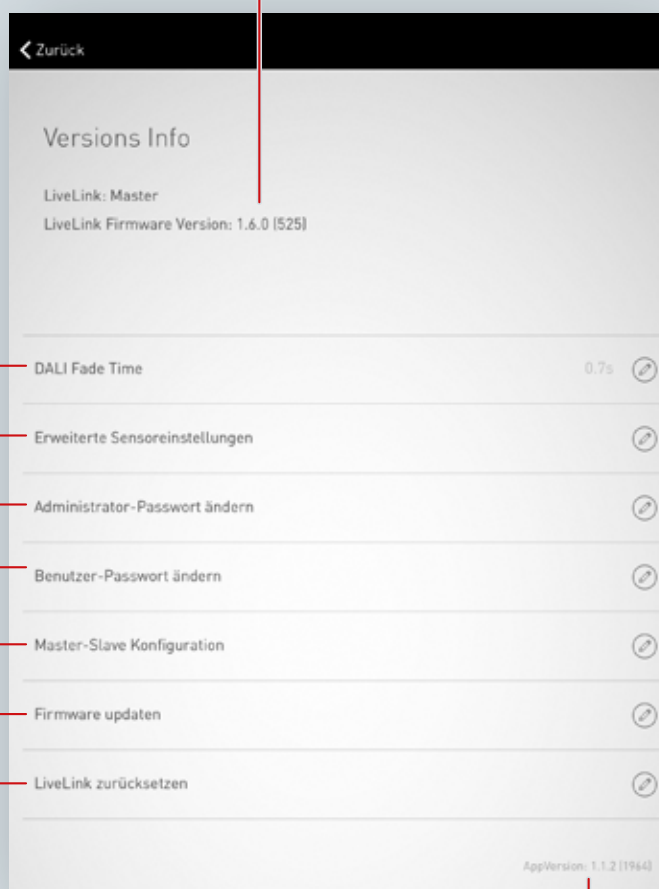 Zurück
Versions Info
LiveLink: Master
LiveLink Firmware Version: 1.6.0 (525)
DALI Fade Time 0.7s
Erweiterte Sensoreinstellungen
Administrator-Passwort ändern
Benutzer-Passwort ändern
Master-Slave Konfiguration
Firmware updaten
LiveLink zurücksetzen
AppVersion: 1.1.2 (1964)